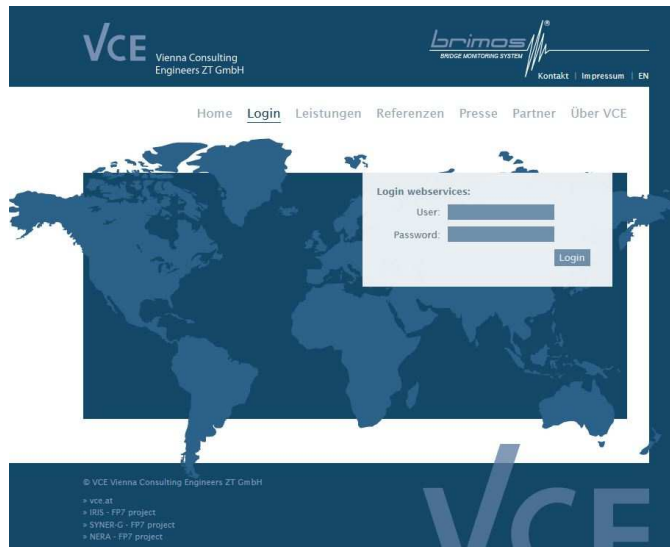 VCE
Vienna Consulting
Engineers ZT GmbH
brimos®
BRIDGE MONITORING SYSTEM
Kontakt | Impressum | EN
Home Login Leistungen Referenzen Presse Partner Über VCE
Login webservices:
User:
Password:
Login
© VCE Vienna Consulting Engineers ZT GmbH
» vce.at
» IRIS - FP7 project
» SYNER-G - FP7 project
» NERA - FP7 project
VCE